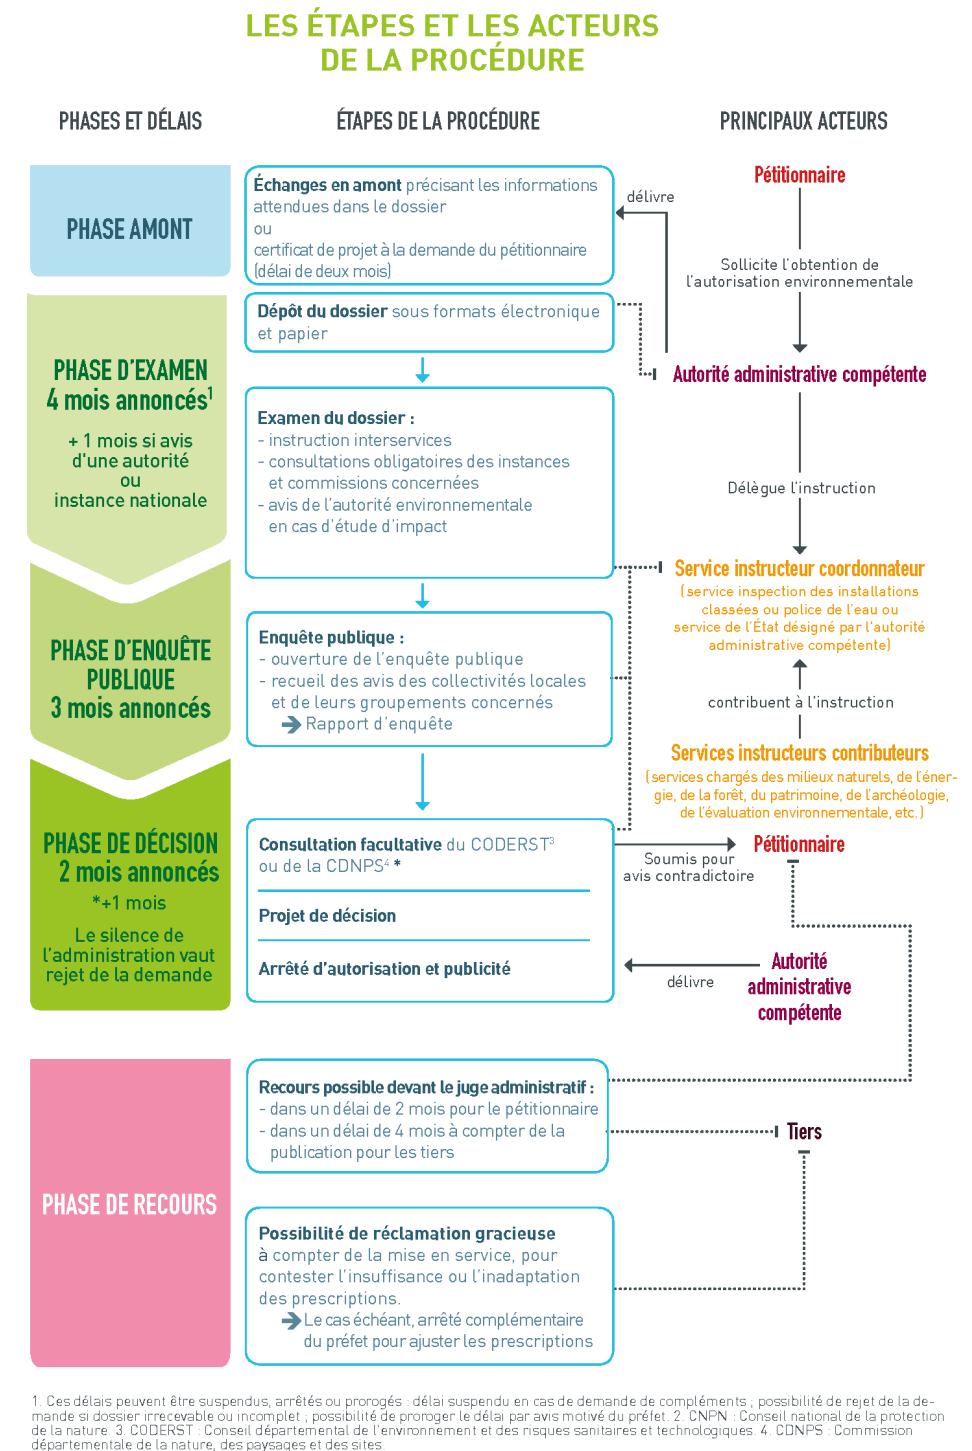 LES ÉTAPES ET LES ACTEURS
DE LA PROCÉDURE
PHASES ET DÉLAIS
ÉTAPES DE LA PROCÉDURE
PRINCIPAUX ACTEURS
PHASE AMONT
Échanges en amont précisant les informations
attendues dans le dossier
ou
certificat de projet à la demande du pétitionnaire
(délai de deux mois)
délivre
Pétitionnaire
Sollicite l'obtention de
l'autorisation environnementale
Dépôt du dossier sous formats électronique
et papier
Autorité administrative compétente
PHASE D'EXAMEN
4 mois annoncés¹
+ 1 mois si avis
d'une autorité
ou
instance nationale
Examen du dossier :
- instruction interservices
- consultations obligatoires des instances
et commissions concernées
- avis de l'autorité environnementale
en cas d'étude d'impact
Délègue l'instruction
Service instructeur coordonnateur
(service inspection des installations
classées ou police de l'eau ou
service de l'État désigné par l'autorité
administrative compétente)
PHASE D'ENQUÊTE
PUBLIQUE
3 mois annoncés
Enquête publique :
- ouverture de l'enquête publique
- recueil des avis des collectivités locales
et de leurs groupements concernés
➔ Rapport d'enquête
contribuent à l'instruction
Services instructeurs contributeurs
(services chargés des milieux naturels, de l'éner-
gie, de la forêt, du patrimoine, de l'archéologie,
de l'évaluation environnementale, etc.)
PHASE DE DÉCISION
2 mois annoncés
*+1 mois
Le silence de
l'administration vaut
rejet de la demande
Consultation facultative du CODERST³
ou de la CDNPS⁴ *
Projet de décision
Arrêté d'autorisation et publicité
Soumis pour
avis contradictoire
Pétitionnaire
délivre
Autorité
administrative
compétente
PHASE DE RECOURS
Recours possible devant le juge administratif :
- dans un délai de 2 mois pour le pétitionnaire
- dans un délai de 4 mois à compter de la
publication pour les tiers
Tiers
Possibilité de réclamation gracieuse
à compter de la mise en service, pour
contester l'insuffisance ou l'inadaptation
des prescriptions.
➔ Le cas échéant, arrêté complémentaire
du préfet pour ajuster les prescriptions
1. Ces délais peuvent être suspendus, arrêtés ou prorogés : délai suspendu en cas de demande de compléments ; possibilité de rejet de la de-
mande si dossier irrecevable ou incomplet ; possibilité de proroger le délai par avis motivé du préfet. 2. CNPN : Conseil national de la protection
de la nature. 3. CODERST : Conseil départemental de l'environnement et des risques sanitaires et technologiques. 4. CDNPS : Commission
départementale de la nature, des paysages et des sites.